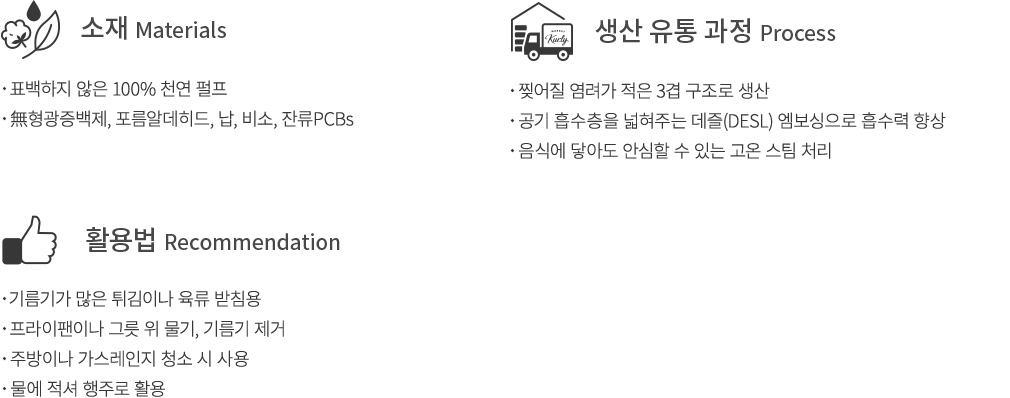 소재 Materials
· 표백하지 않은 100% 천연 펄프
· 無형광증백제, 포름알데히드, 납, 비소, 잔류PCBs
Kurly
생산 유통 과정 Process
· 찢어질 염려가 적은 3겹 구조로 생산
· 공기 흡수층을 넓혀주는 데즐(DESL) 엠보싱으로 흡수력 향상
· 음식에 닿아도 안심할 수 있는 고온 스팀 처리
활용법 Recommendation
· 기름기가 많은 튀김이나 육류 받침용
· 프라이팬이나 그릇 위 물기, 기름기 제거
· 주방이나 가스레인지 청소 시 사용
· 물에 적셔 행주로 활용